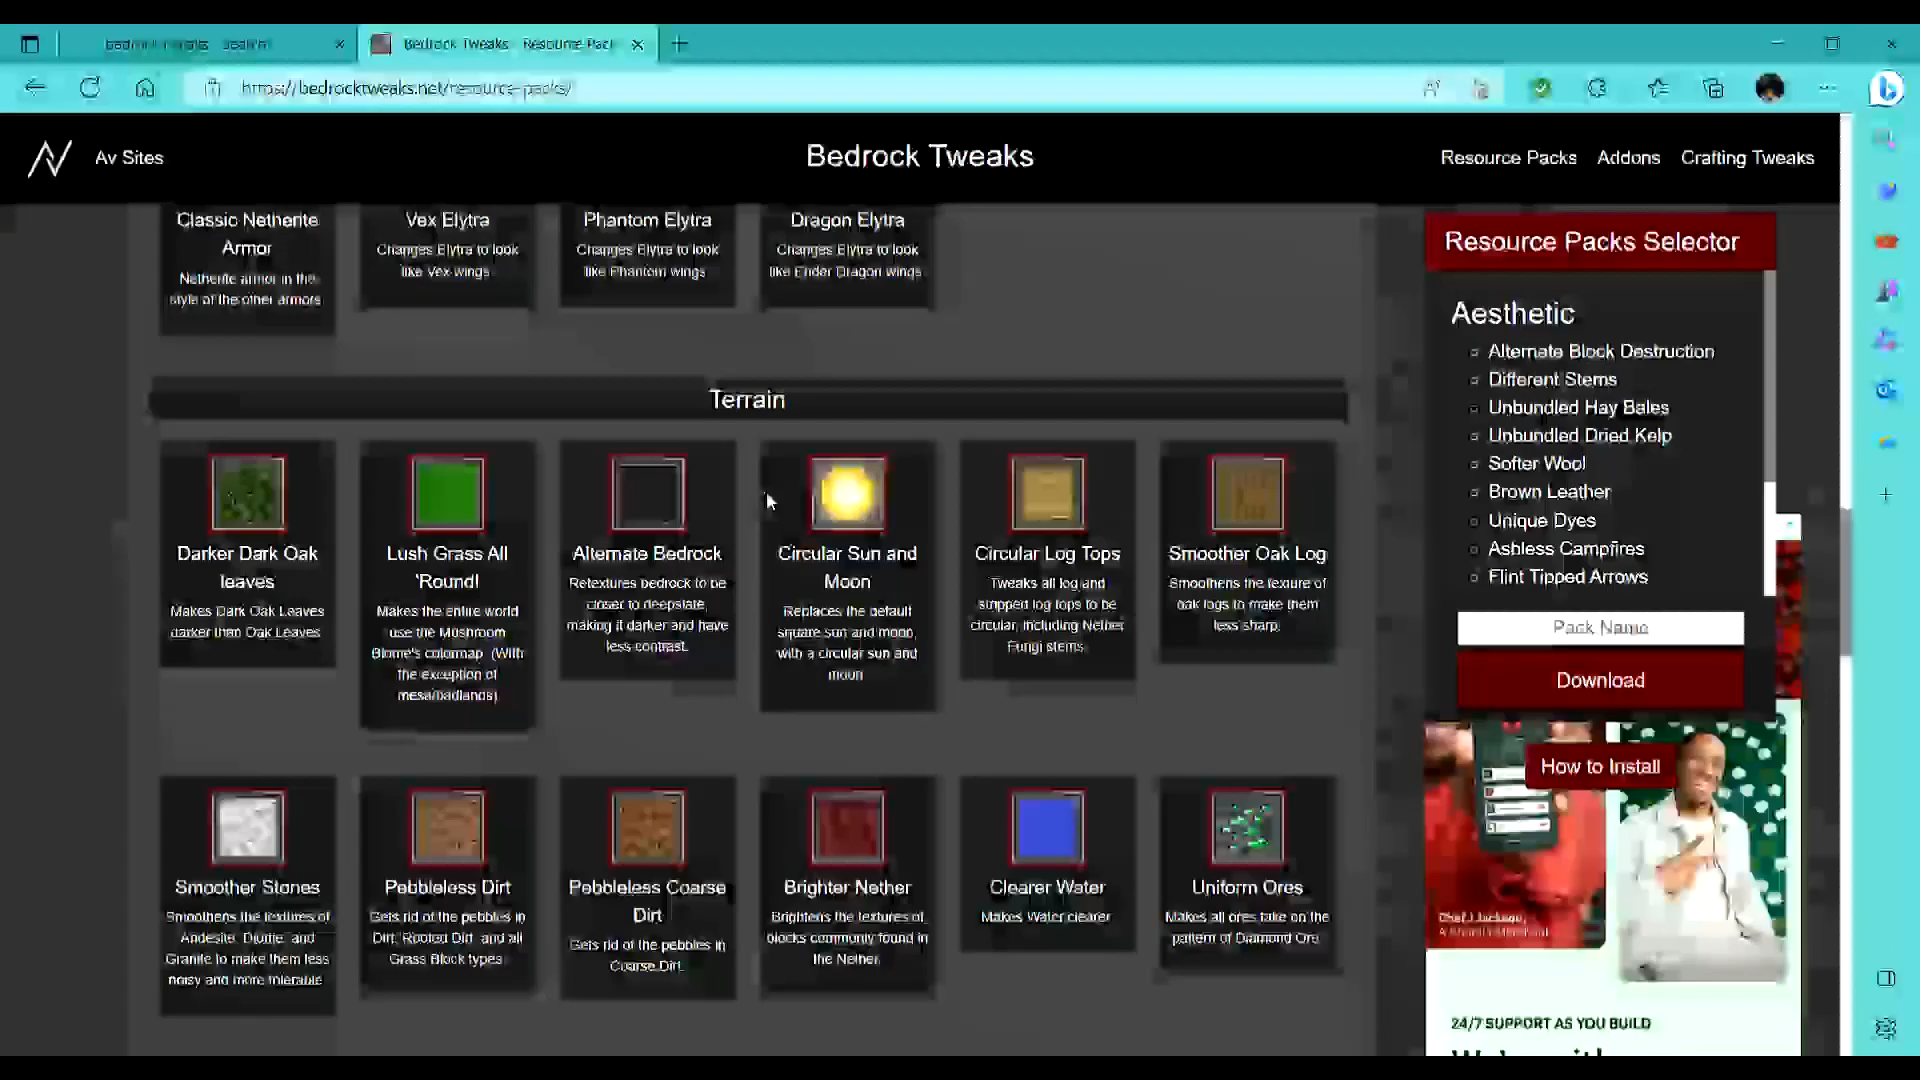 Bedrock Tweaks - Resource Pack
https://bedrocktweaks.net/resource-packs/
Av Sites
Bedrock Tweaks
Resource Packs
Addons
Crafting Tweaks
Classic Netherite
Armor
Netherite armor in the
style of the other armors
Vex Elytra
Changes Elytra to look
like Vex wings
Phantom Elytra
Changes Elytra to look
like Phantom wings
Dragon Elytra
Changes Elytra to look
like Ender Dragon wings
Terrain
Darker Dark Oak
leaves
Makes Dark Oak Leaves
darker than Oak Leaves
Lush Grass All
'Round!
Makes the entire world
use the Mushroom
Biome's colormap. (With
the exception of
mesa/badlands)
Alternate Bedrock
Retextures bedrock to be
closer to deepslate,
making it darker and have
less contrast.
Circular Sun and
Moon
Replaces the default
square sun and moon,
with a circular sun and
moon
Circular Log Tops
Tweaks all log and
stripped log tops to be
circular, including Nether
Fungi stems.
Smoother Oak Log
Smoothens the texture of
oak logs to make them
less sharp.
Smoother Stones
Smoothens the textures of
Andesite, Diorite, and
Granite to make them less
noisy and more tolerable
Pebbleless Dirt
Gets rid of the pebbles in
Dirt, Rooted Dirt, and all
Grass Block types.
Pebbleless Coarse
Dirt
Gets rid of the pebbles in
Coarse Dirt.
Brighter Nether
Brightens the textures of
blocks commonly found in
the Nether.
Clearer Water
Makes Water clearer
Uniform Ores
Makes all ores take on the
pattern of Diamond Ore.
Resource Packs Selector
Aesthetic
Alternate Block Destruction
Different Stems
Unbundled Hay Bales
Unbundled Dried Kelp
Softer Wool
Brown Leather
Unique Dyes
Ashless Campfires
Flint Tipped Arrows
Pack Name
Download
How to Install
24/7 SUPPORT AS YOU BUILD